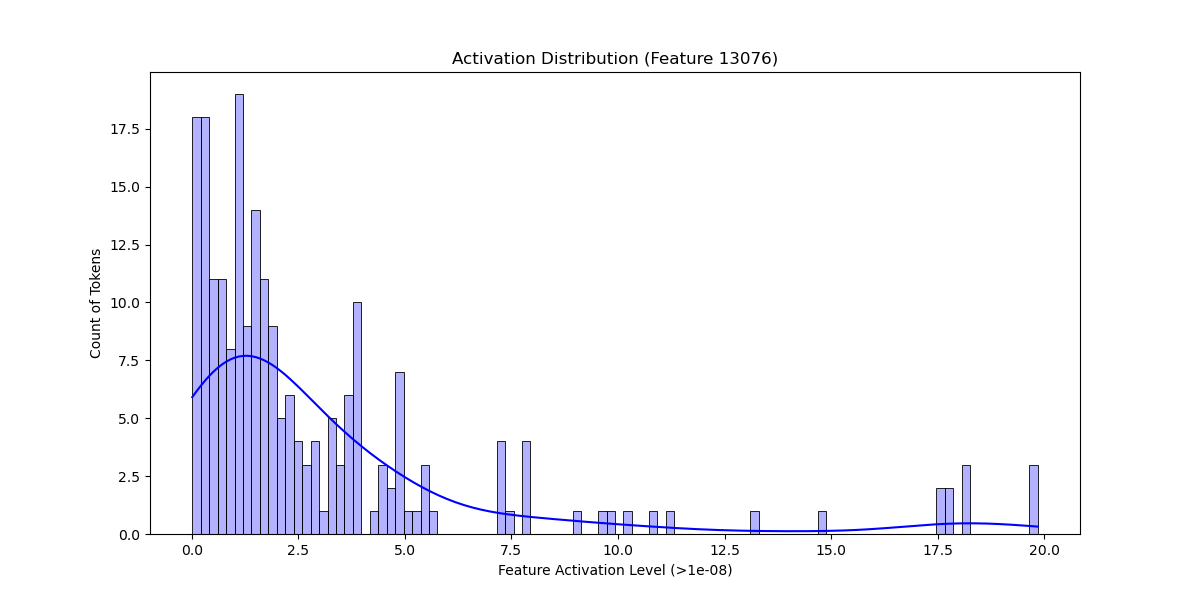 Activation Distribution (Feature 13076)
Count of Tokens
17.5
15.0
12.5
10.0
7.5
5.0
2.5
0.0
0.0 2.5 5.0 7.5 10.0 12.5 15.0 17.5 20.0
Feature Activation Level (>1e-08)